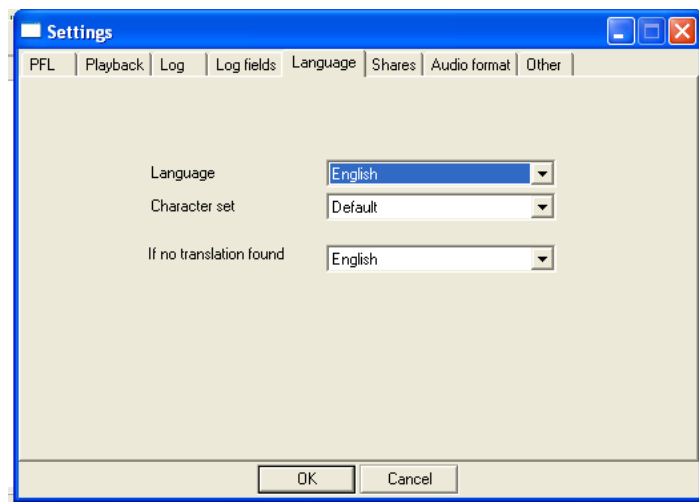 Settings
PFL Playback Log Log fields Language Shares Audio format Other
Language English
Character set Default
If no translation found English
OK Cancel